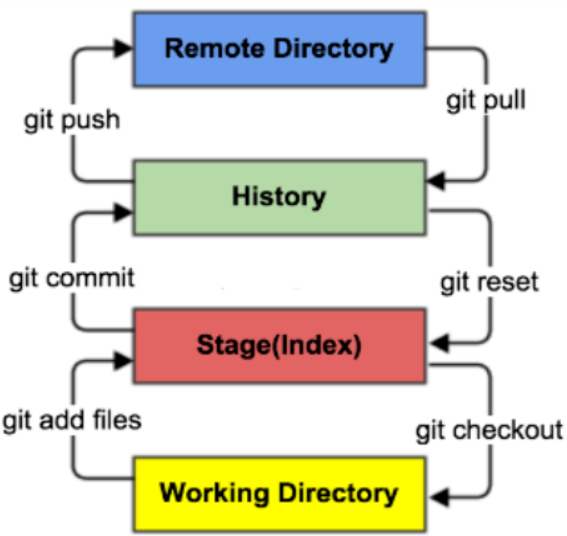 Remote Directory
git pull
git push
History
git commit
git reset
Stage(Index)
git add files
git checkout
Working Directory